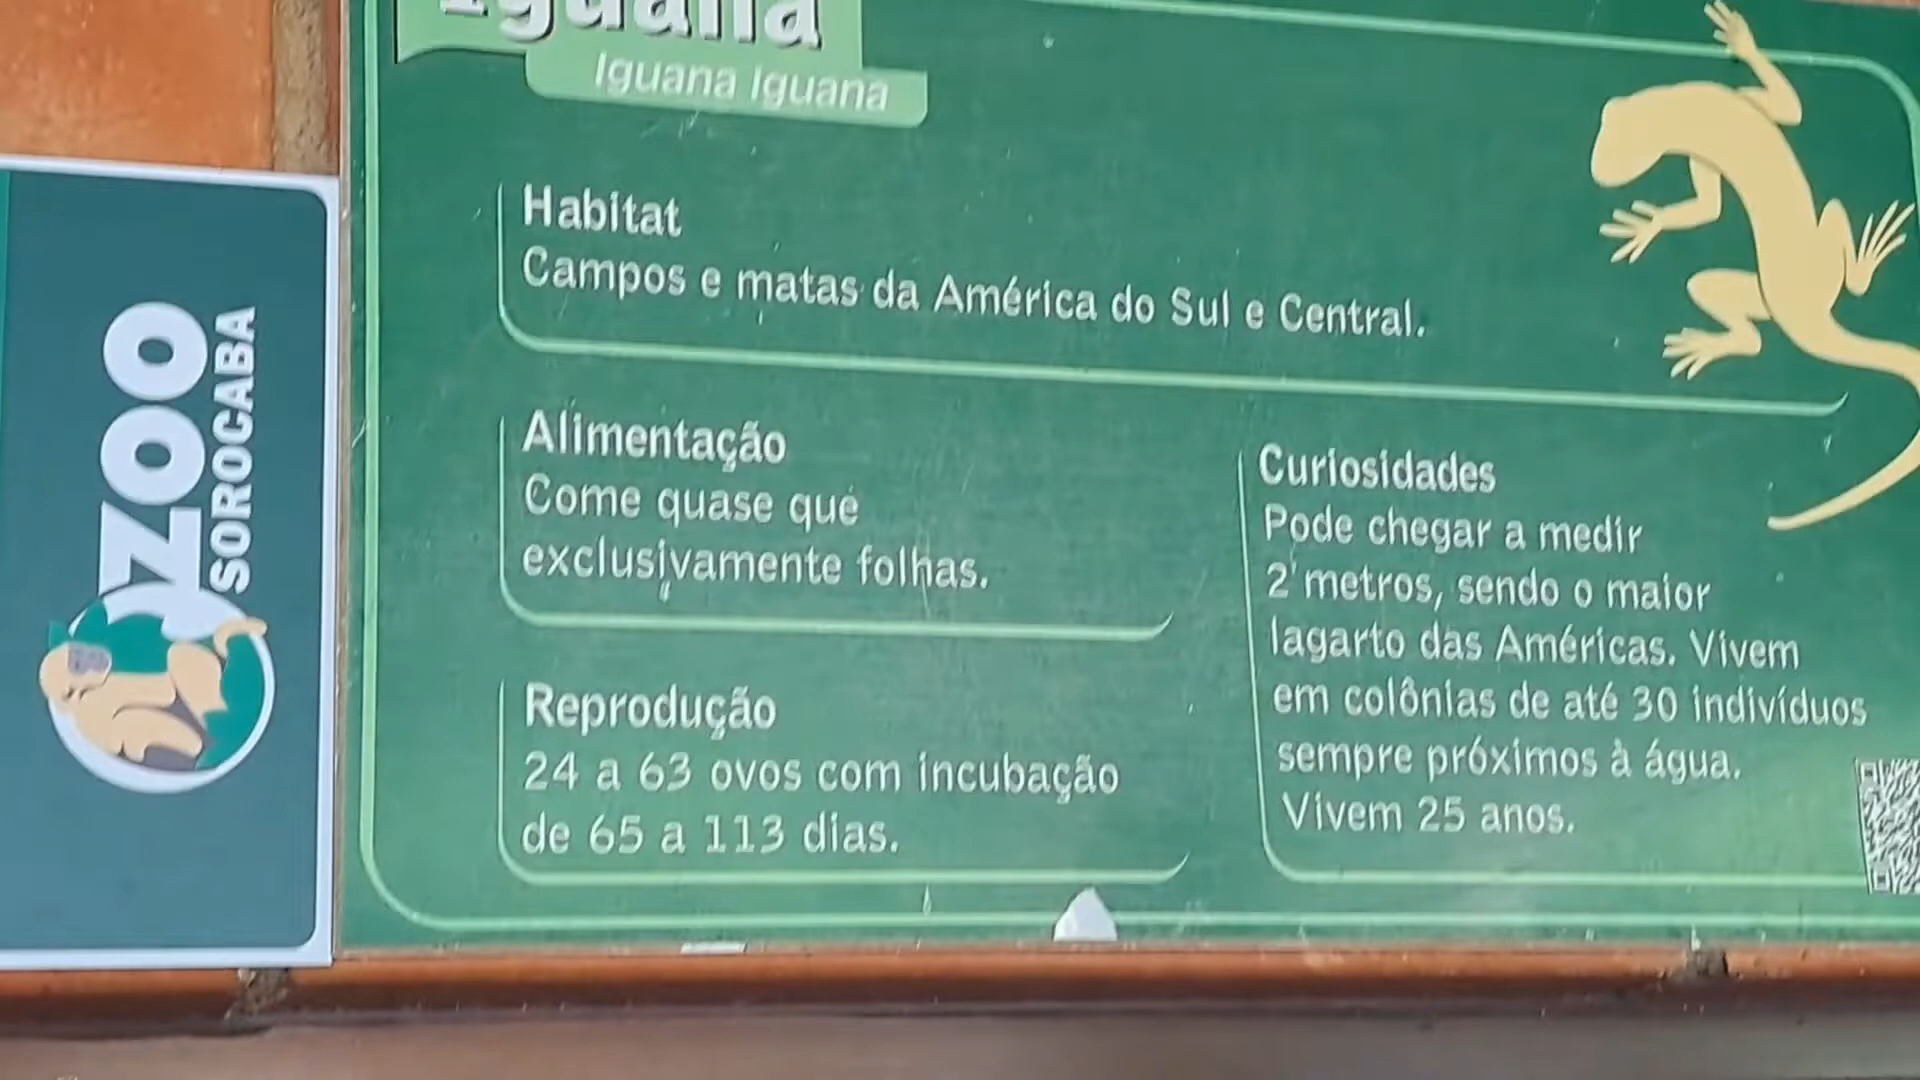 Iguana
Iguana Iguana
Habitat
Campos e matas da América do Sul e Central.
Alimentação
Come quase que
exclusivamente folhas.
Reprodução
24 a 63 ovos com incubação
de 65 a 113 dias.
Curiosidades
Pode chegar a medir
2 metros, sendo o maior
lagarto das Américas. Vivem
em colônias de até 30 indivíduos
sempre próximos à água.
Vivem 25 anos.
ZOO
SOROCABA